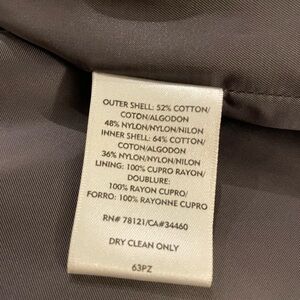 OUTER SHELL: 52% COTTON/
COTON/ALGODON
48% NYLON/NYLON/NILON
INNER SHELL: 64% COTTON/
COTTON/ALGODON
36% NYLON/NYLON/NILON
LINING: 100% CUPRO RAYON/
DOUBLURE:
100% RAYON CUPRO/
FORRO: 100% RAYONNE CUPRO
RN# 78121/CA#34460
DRY CLEAN ONLY
63PZ